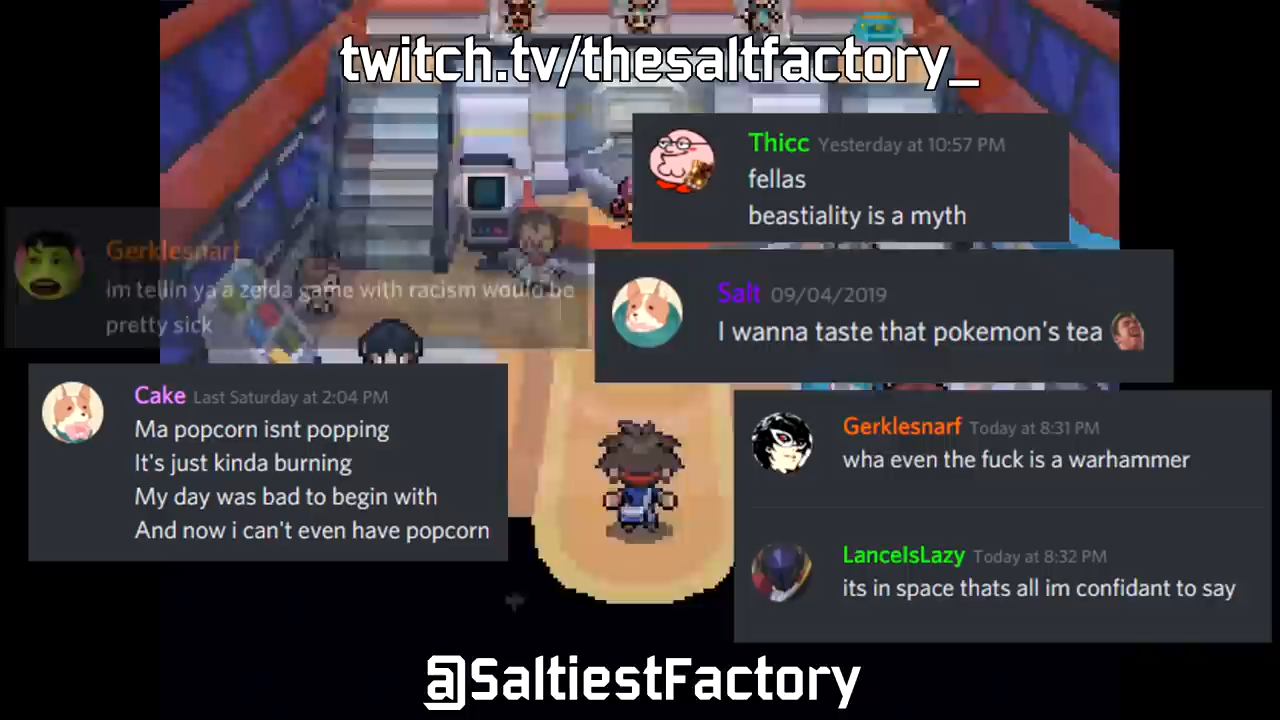 twitch.tv/thesaltfactory_
Thicc Yesterday at 10:57 PM
fellas
beastiality is a myth
Gerklesnarf
im tellin ya a zelda game with racism would be
pretty sick
Salt 09/04/2019
I wanna taste that pokemon's tea
Cake Last Saturday at 2:04 PM
Ma popcorn isnt popping
It's just kinda burning
My day was bad to begin with
And now i can't even have popcorn
Gerklesnarf Today at 8:31 PM
wha even the fuck is a warhammer
LanceIsLazy Today at 8:32 PM
its in space thats all im confidant to say
@SaltiestFactory